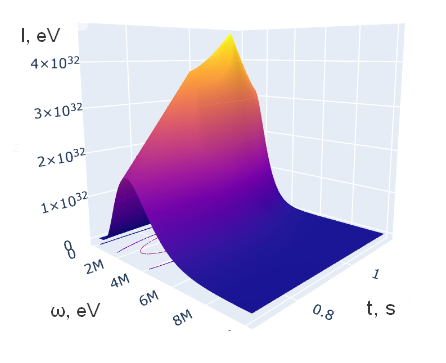 I, eV
4×10³²
3×10³²
2×10³²
1×10³²
0
0
2M
4M
6M
8M
ω, eV
0.8
1
t, s